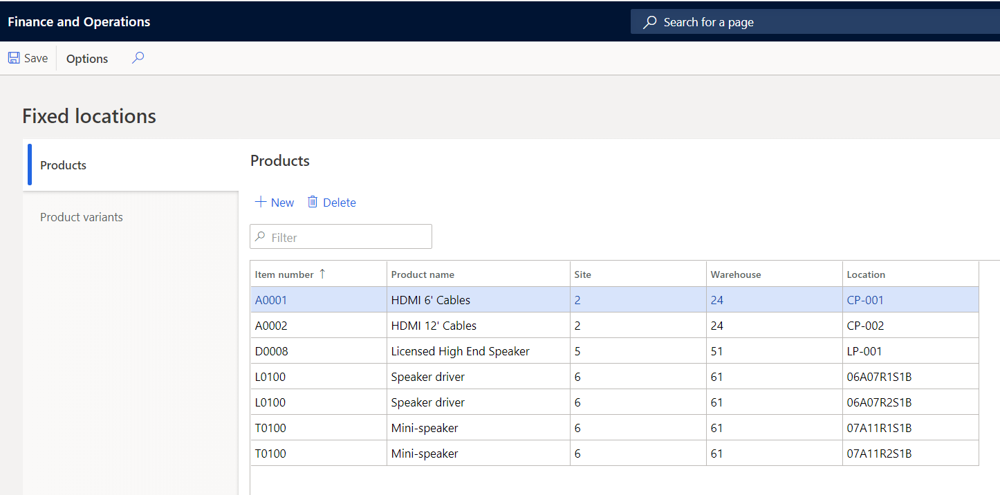 Finance and Operations
Search for a page
Save Options
Fixed locations
Products
Product variants
Products
New Delete
Filter
Item number ↑ Product name Site Warehouse Location
A0001 HDMI 6' Cables 2 24 CP-001
A0002 HDMI 12' Cables 2 24 CP-002
D0008 Licensed High End Speaker 5 51 LP-001
L0100 Speaker driver 6 61 06A07R1S1B
L0100 Speaker driver 6 61 06A07R2S1B
T0100 Mini-speaker 6 61 07A11R1S1B
T0100 Mini-speaker 6 61 07A11R2S1B